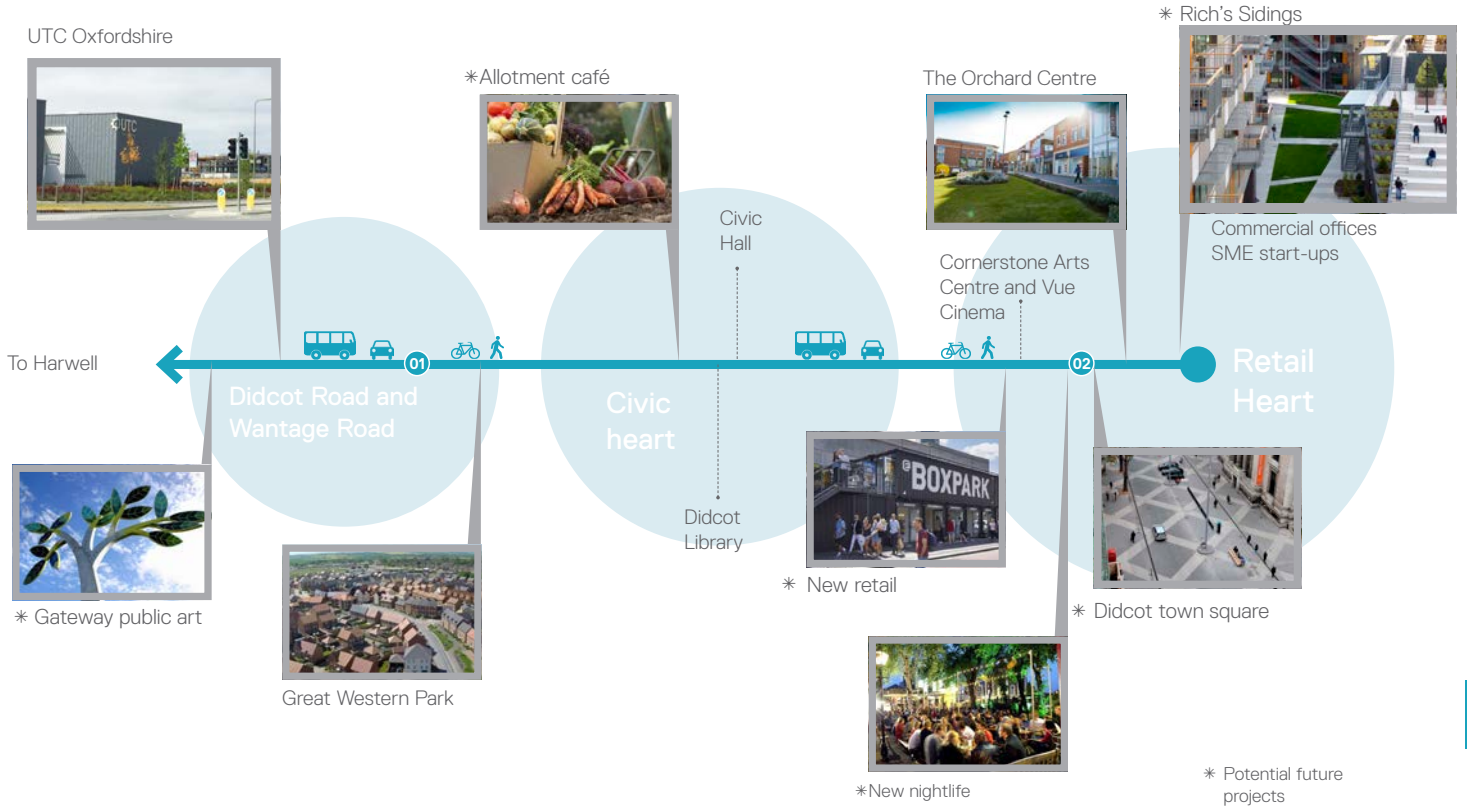 ✳ Rich's Sidings
UTC Oxfordshire
✳Allotment café
The Orchard Centre
UTC
Civic
Hall
Commercial offices
SME start-ups
Cornerstone Arts
Centre and Vue
Cinema
To Harwell
01
02
Retail
Heart
Didcot Road and
Wantage Road
Civic
heart
BOXPARK
Didcot
Library
✳ New retail
✳ Gateway public art
✳ Didcot town square
Great Western Park
✳New nightlife
✳ Potential future
projects